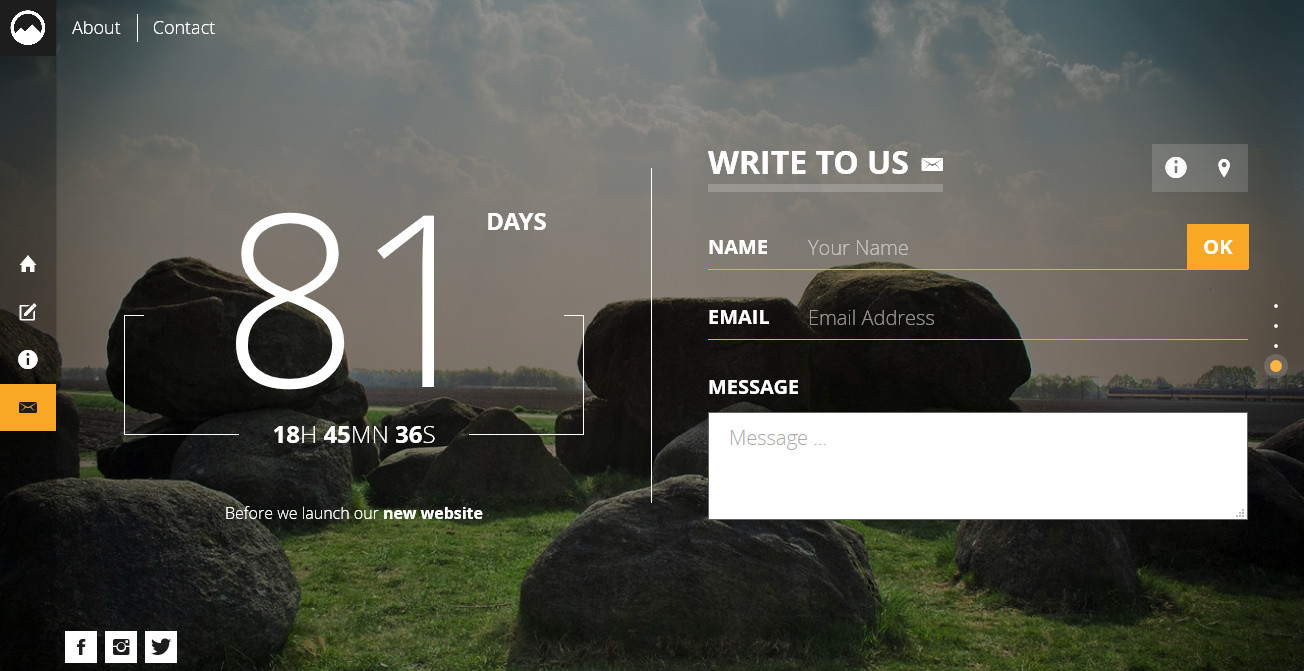 About
Contact
81
DAYS
18H 45MN 36S
Before we launch our new website
WRITE TO US
NAME
Your Name
OK
EMAIL
Email Address
MESSAGE
Message ...